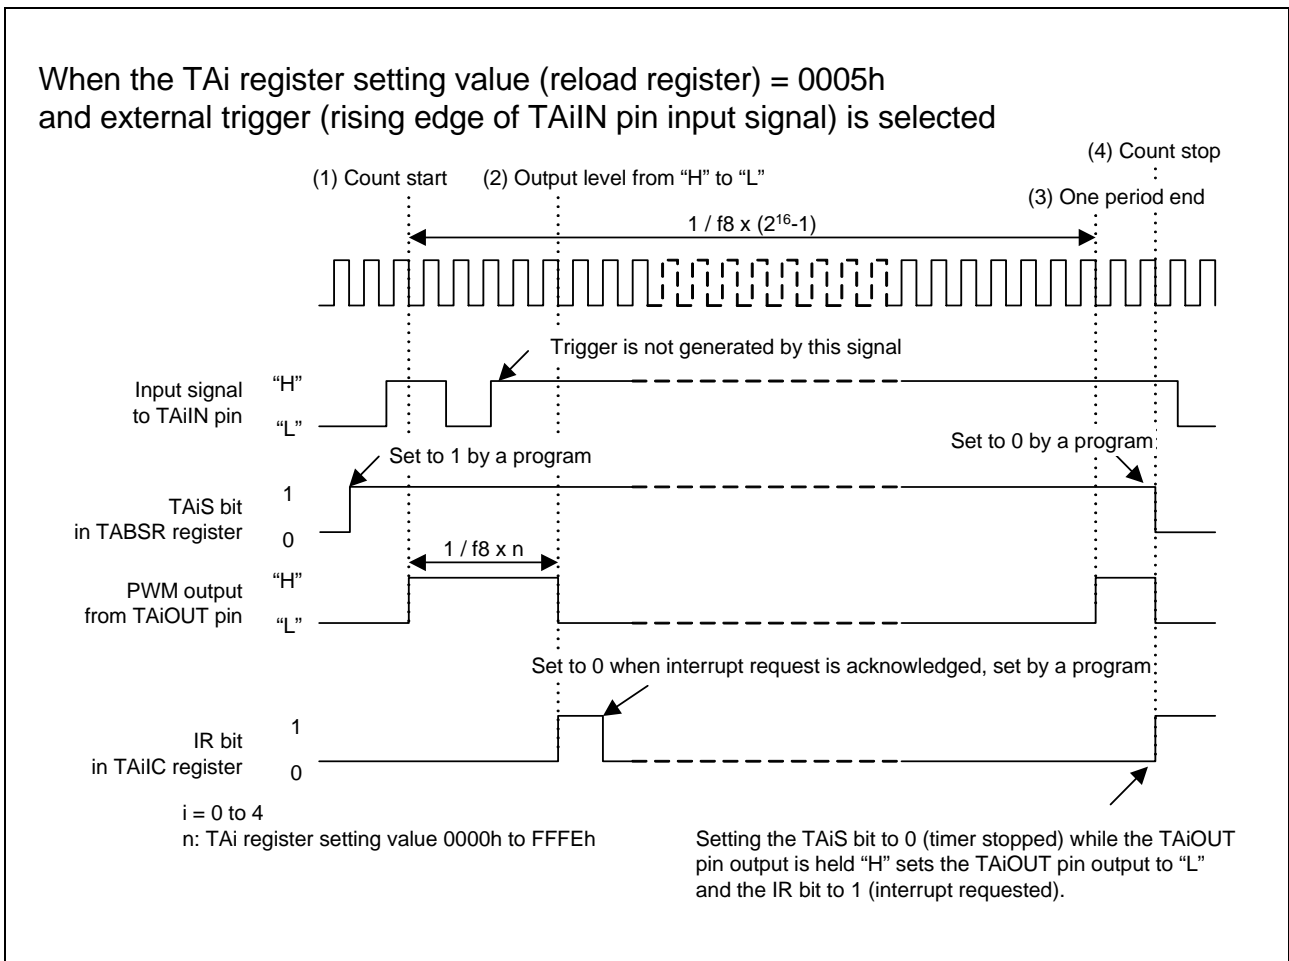 When the TAi register setting value (reload register) = 0005h
and external trigger (rising edge of TAiIN pin input signal) is selected
(4) Count stop
(1) Count start
(2) Output level from “H” to “L”
(3) One period end
1 / f8 x (2¹⁶-1)
Trigger is not generated by this signal
Input signal
to TAiIN pin
“H”
“L”
Set to 1 by a program
Set to 0 by a program
TAiS bit
in TABSR register
1
0
1 / f8 x n
PWM output
from TAiOUT pin
“H”
“L”
Set to 0 when interrupt request is acknowledged, set by a program
IR bit
in TAiIC register
1
0
i = 0 to 4
n: TAi register setting value 0000h to FFFEh
Setting the TAiS bit to 0 (timer stopped) while the TAiOUT
pin output is held “H” sets the TAiOUT pin output to “L”
and the IR bit to 1 (interrupt requested).